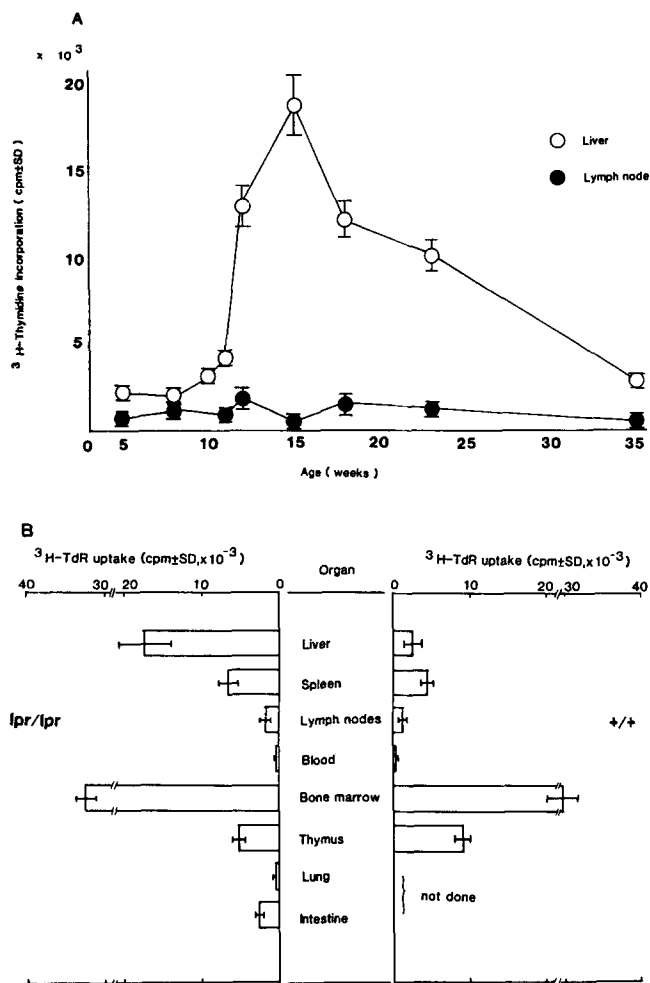 A
× 10³
20
15
10
5
³H-Thymidine incorporation ( cpm±SD)
Liver
Lymph node
0 5 10 15 20 25 30 35
Age ( weeks )
B
³H-TdR uptake (cpm±SD,x10⁻³) ³H-TdR uptake (cpm±SD,x10⁻³)
40 30 20 10 0 Organ 0 10 20 30 40
Liver
Spleen
lpr/lpr Lymph nodes +/+
Blood
Bone marrow
Thymus
Lung
not done
Intestine